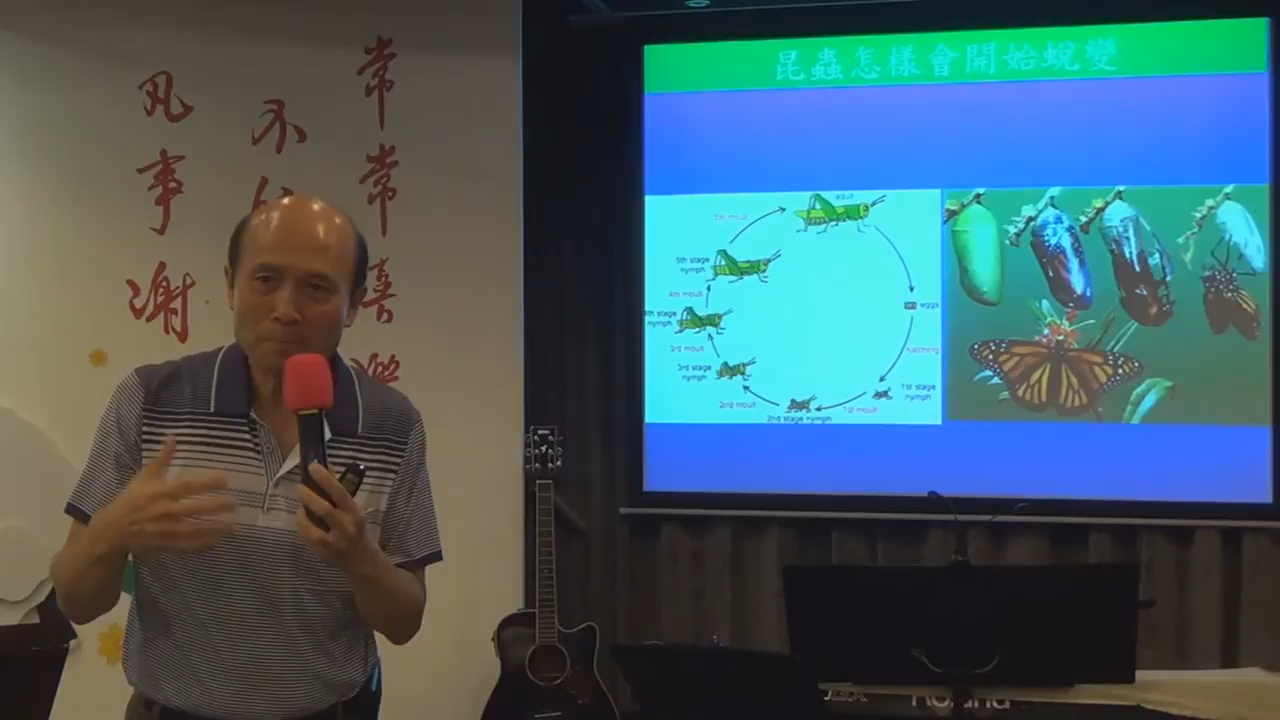 常常喜樂
不
凡事謝
昆蟲怎樣會開始蛻變
adult
5th moult
5th stage
nymph
4th moult
4th stage
nymph
3rd moult
3rd stage
nymph
2nd moult
2nd stage nymph
1st moult
1st stage
nymph
hatching
eggs
Roland